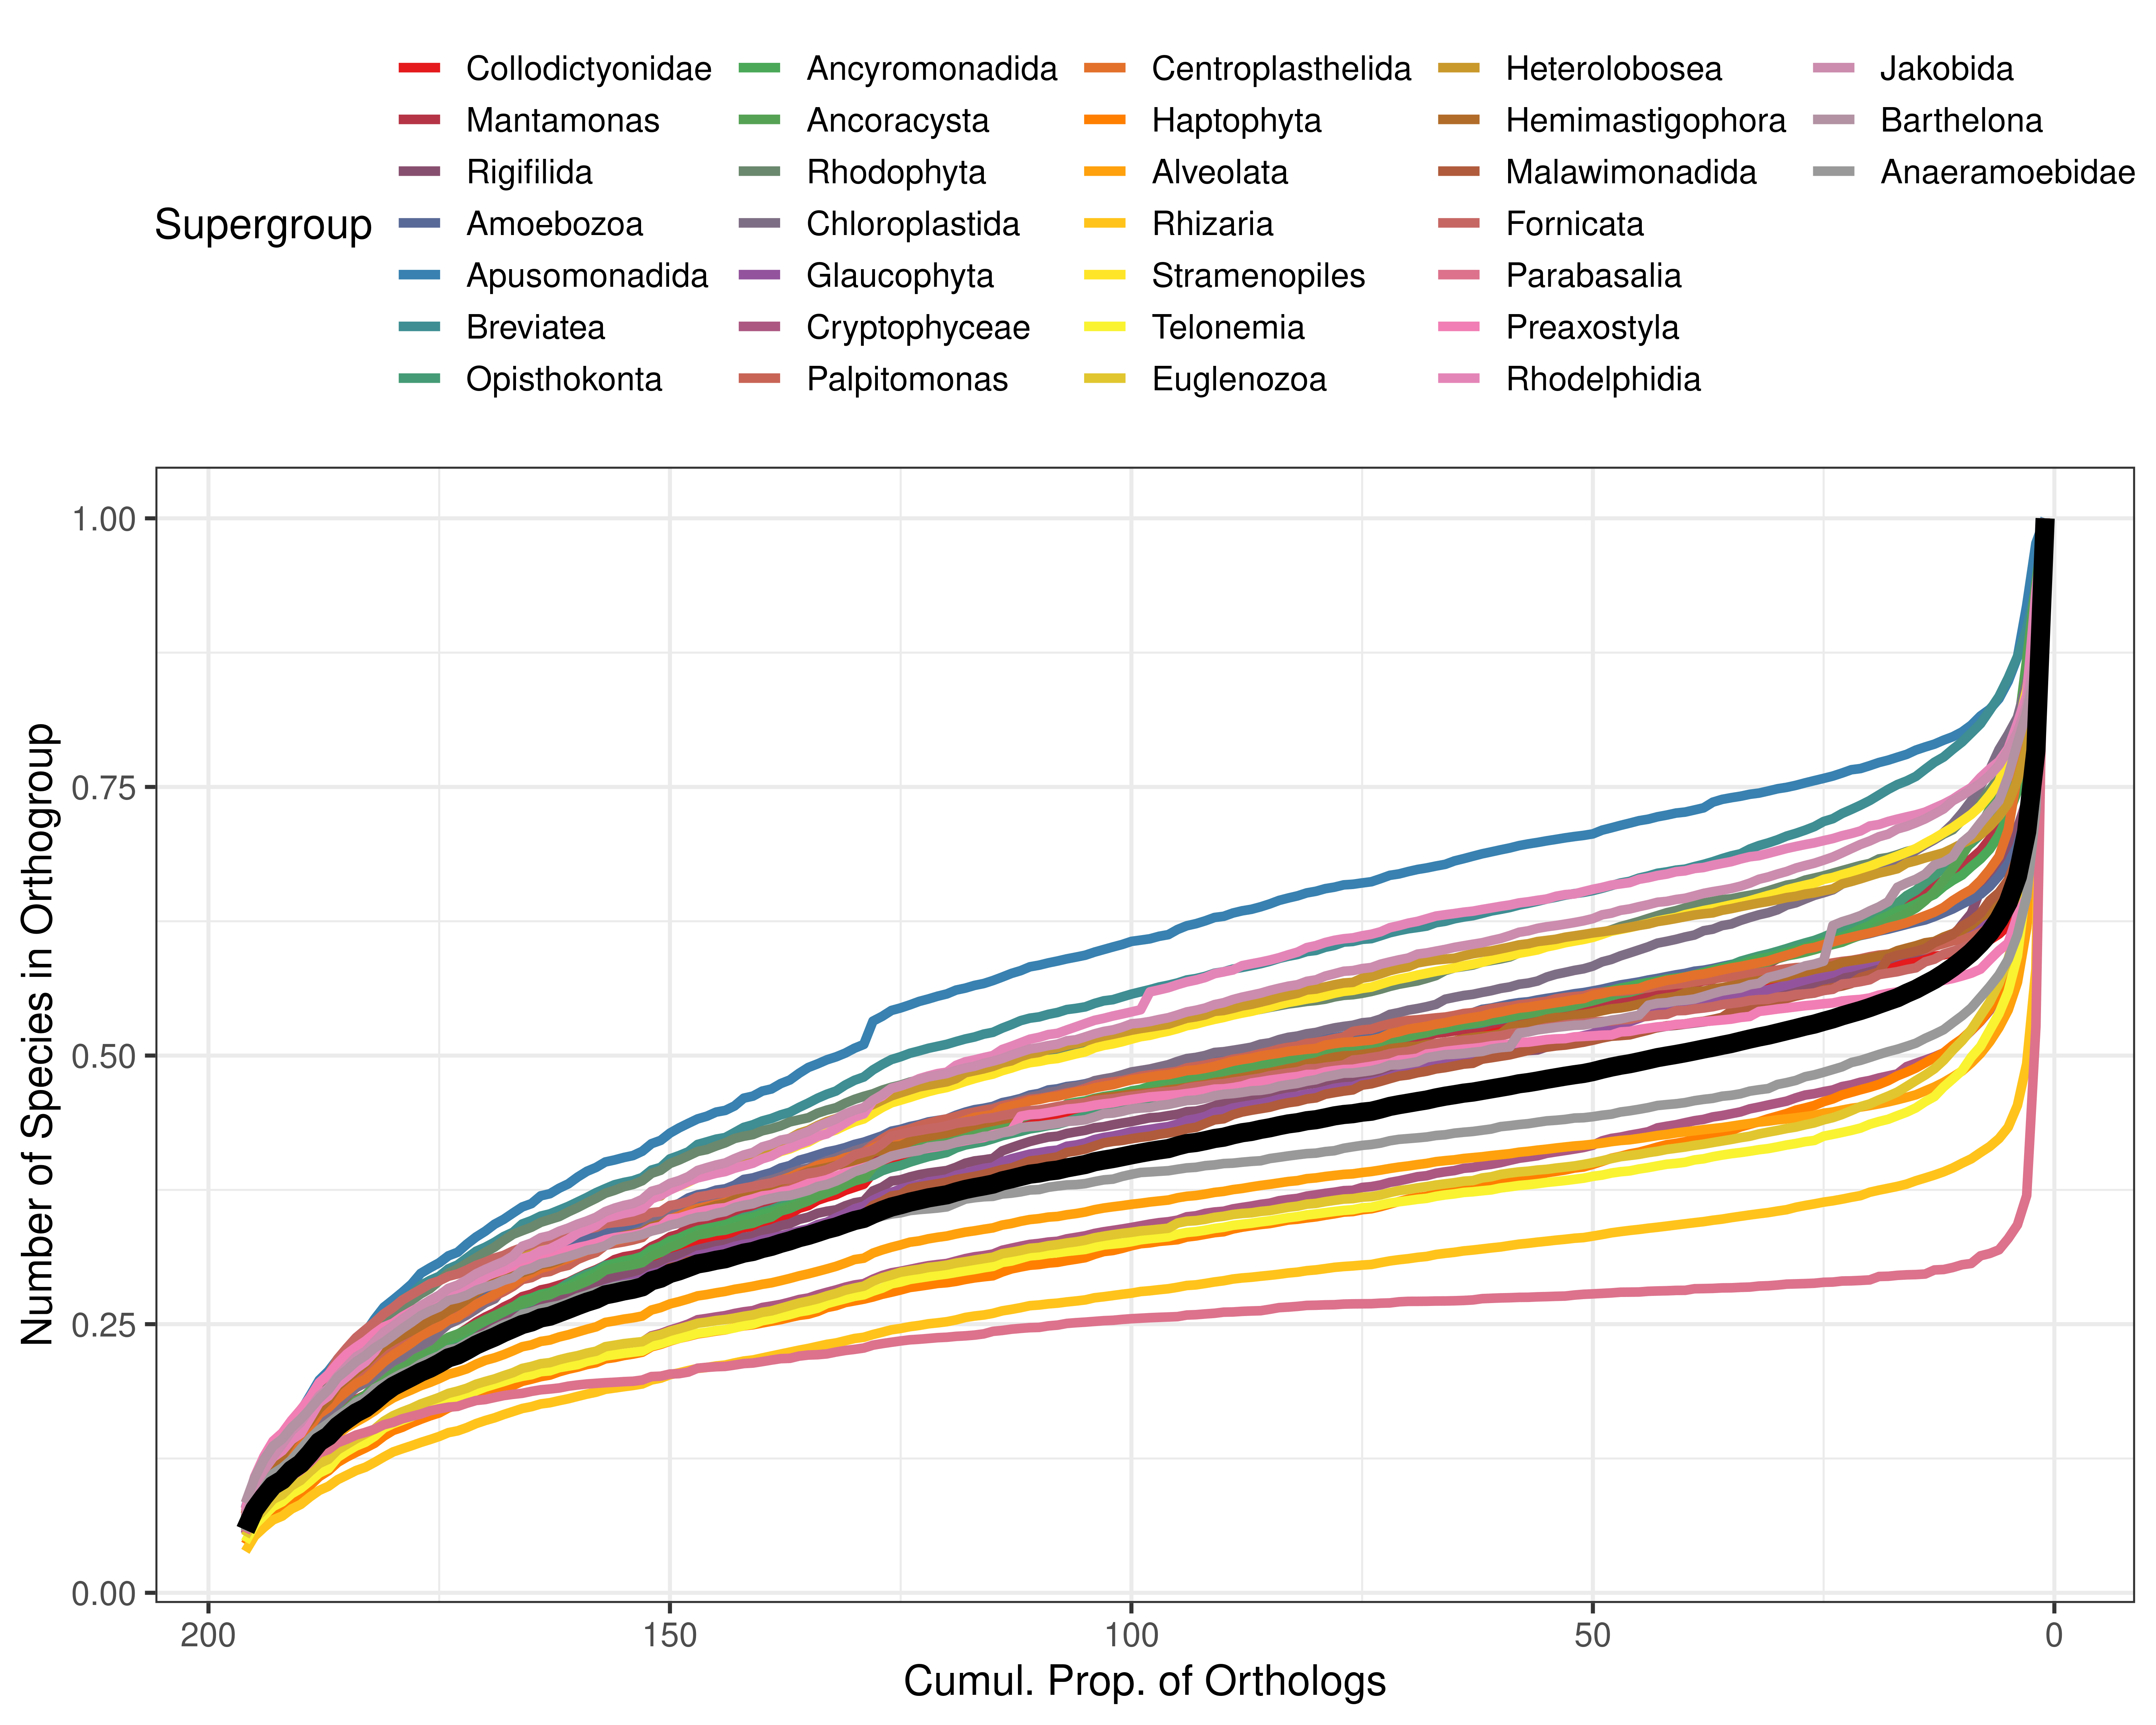 Supergroup
Collodictyonidae
Mantamonas
Rigifilida
Amoebozoa
Apusomonadida
Breviatea
Opisthokonta
Ancyromonadida
Ancoracysta
Rhodophyta
Chloroplastida
Glaucophyta
Cryptophyceae
Palpitomonas
Centroplasthelida
Haptophyta
Alveolata
Rhizaria
Stramenopiles
Telonemia
Euglenozoa
Heterolobosea
Hemimastigophora
Malawimonadida
Fornicata
Parabasalia
Preaxostyla
Rhodelphidia
Jakobida
Barthelona
Anaeramoebidae
Number of Species in Orthogroup
1.00
0.75
0.50
0.25
0.00
200
150
100
50
0
Cumul. Prop. of Orthologs